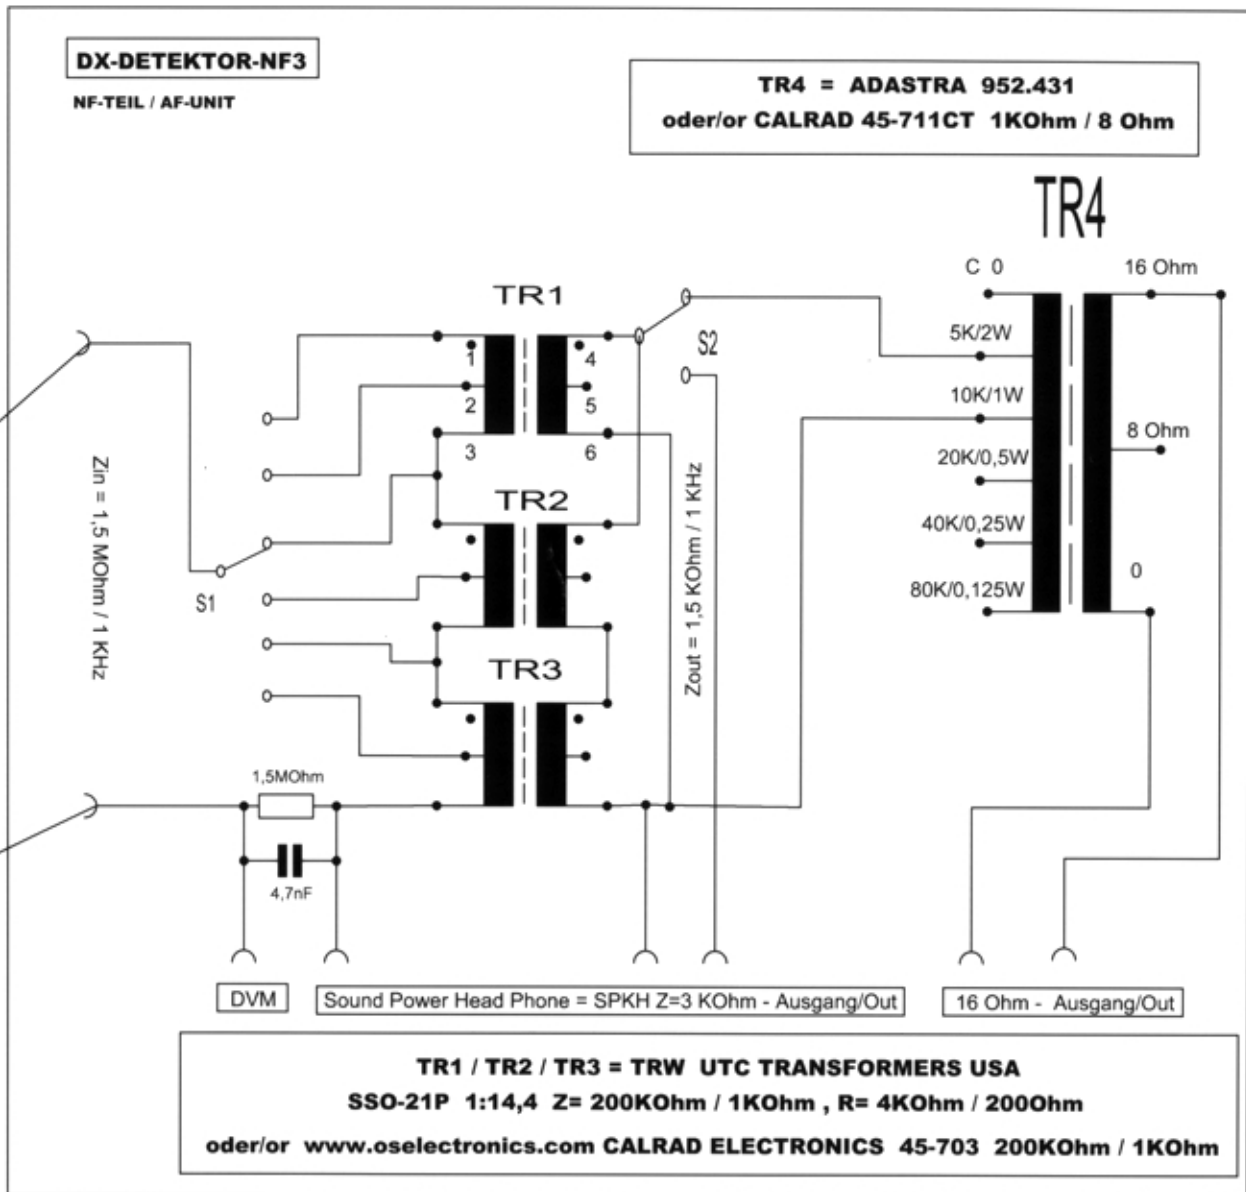 DX-DETEKTOR-NF3
NF-TEIL / AF-UNIT
TR4 = ADASTRA 952.431
oder/or CALRAD 45-711CT 1KOhm / 8 Ohm
TR4
C 0
16 Ohm
TR1
S2
5K/2W
1
4
10K/1W
2
5
8 Ohm
3
6
20K/0,5W
Zin = 1,5 MOhm / 1 KHz
TR2
Zout = 1,5 KOhm / 1 KHz
40K/0,25W
0
S1
80K/0,125W
TR3
1,5MOhm
4,7nF
DVM
Sound Power Head Phone = SPKH Z=3 KOhm - Ausgang/Out
16 Ohm - Ausgang/Out
TR1 / TR2 / TR3 = TRW UTC TRANSFORMERS USA
SSO-21P 1:14,4 Z= 200KOhm / 1KOhm , R= 4KOhm / 200Ohm
oder/or www.oselectronics.com CALRAD ELECTRONICS 45-703 200KOhm / 1KOhm